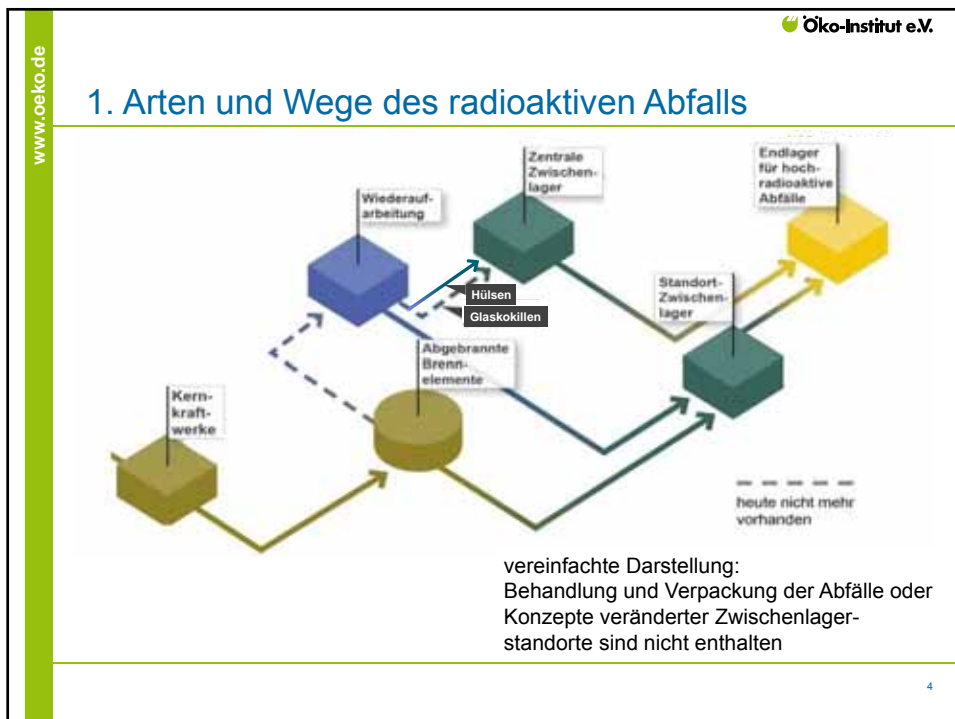 Öko-Institut e.V.
www.oeko.de
1. Arten und Wege des radioaktiven Abfalls
Zentrale
Zwischen-
lager
Endlager
für hoch-
radioaktive
Abfälle
Wiederauf-
arbeitung
Standort-
Zwischen-
lager
Hülsen
Glaskokillen
Abgebrannte
Brenn-
elemente
Kern-
kraft-
werke
heute nicht mehr
vorhanden
vereinfachte Darstellung:
Behandlung und Verpackung der Abfälle oder
Konzepte veränderter Zwischenlager-
standorte sind nicht enthalten
4